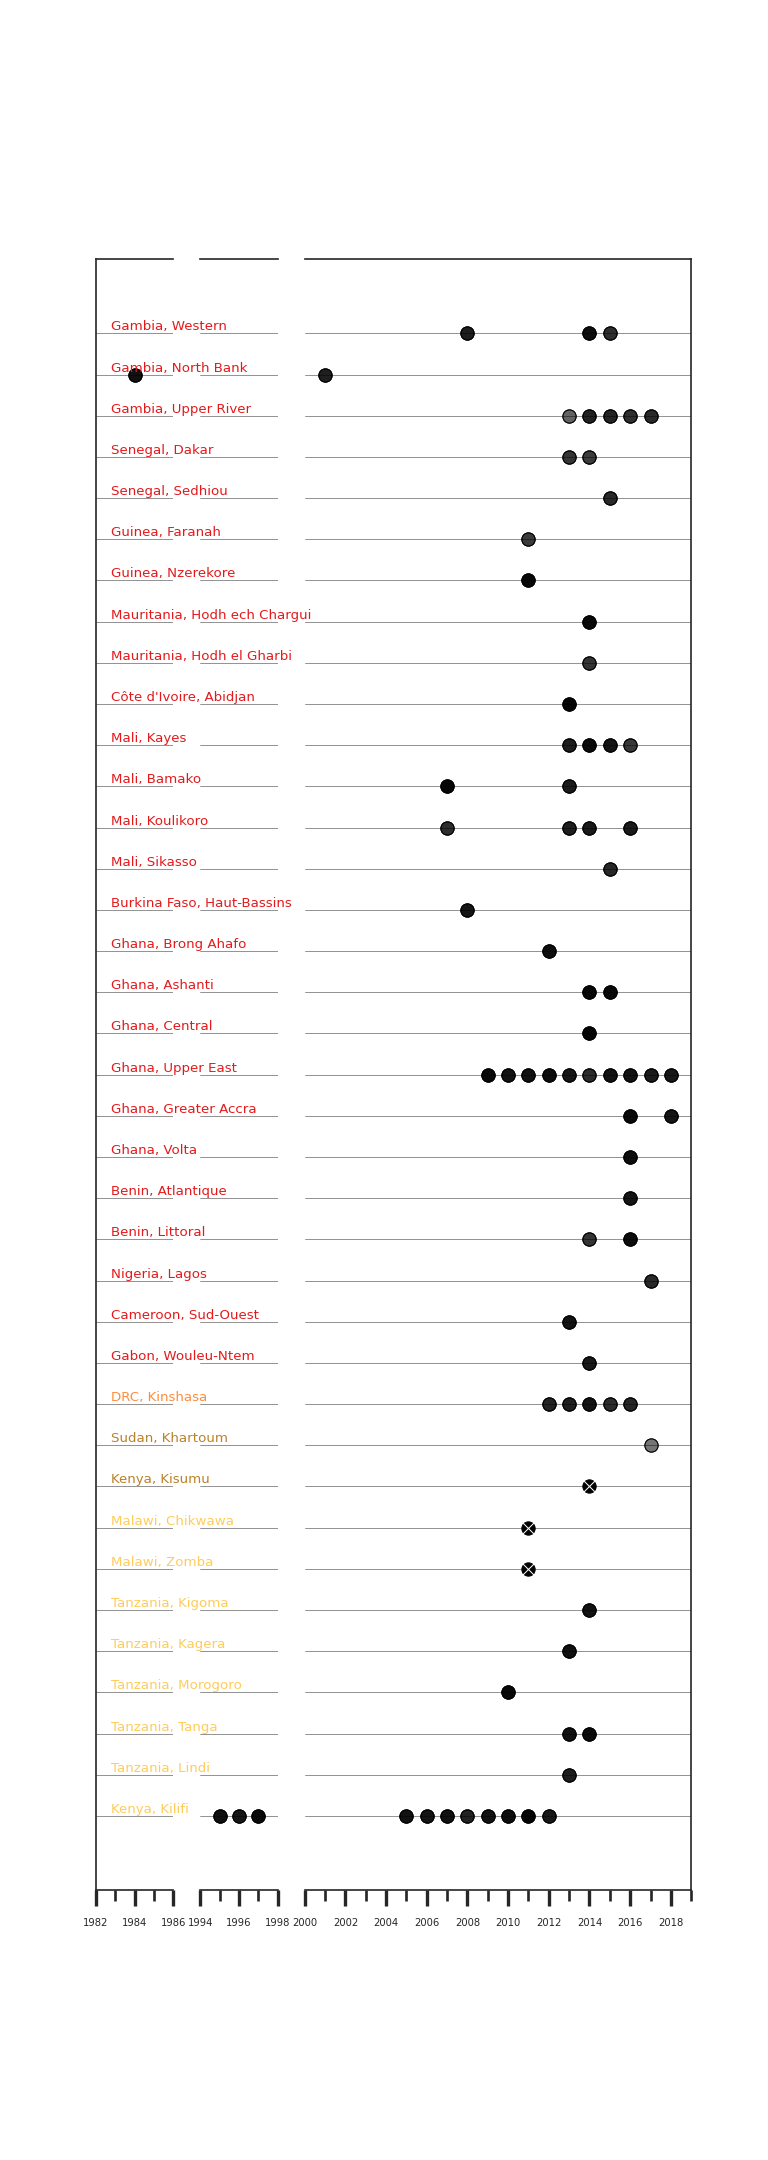 Gambia, Western
Gambia, North Bank
Gambia, Upper River
Senegal, Dakar
Senegal, Sedhiou
Guinea, Faranah
Guinea, Nzerekore
Mauritania, Hodh ech Chargui
Mauritania, Hodh el Gharbi
Côte d'Ivoire, Abidjan
Mali, Kayes
Mali, Bamako
Mali, Koulikoro
Mali, Sikasso
Burkina Faso, Haut-Bassins
Ghana, Brong Ahafo
Ghana, Ashanti
Ghana, Central
Ghana, Upper East
Ghana, Greater Accra
Ghana, Volta
Benin, Atlantique
Benin, Littoral
Nigeria, Lagos
Cameroon, Sud-Ouest
Gabon, Wouleu-Ntem
DRC, Kinshasa
Sudan, Khartoum
Kenya, Kisumu
Malawi, Chikwawa
Malawi, Zomba
Tanzania, Kigoma
Tanzania, Kagera
Tanzania, Morogoro
Tanzania, Tanga
Tanzania, Lindi
Kenya, Kilifi
1982 1984 1986 1994 1996 1998 2000 2002 2004 2006 2008 2010 2012 2014 2016 2018